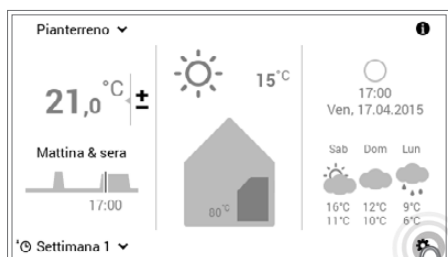 Pianterreno
21,0 °C ±
Mattina & sera
17:00
Settimana 1
15°C
80°C
17:00
Ven, 17.04.2015
Sab Dom Lun
16°C 12°C 9°C
11°C 10°C 6°C